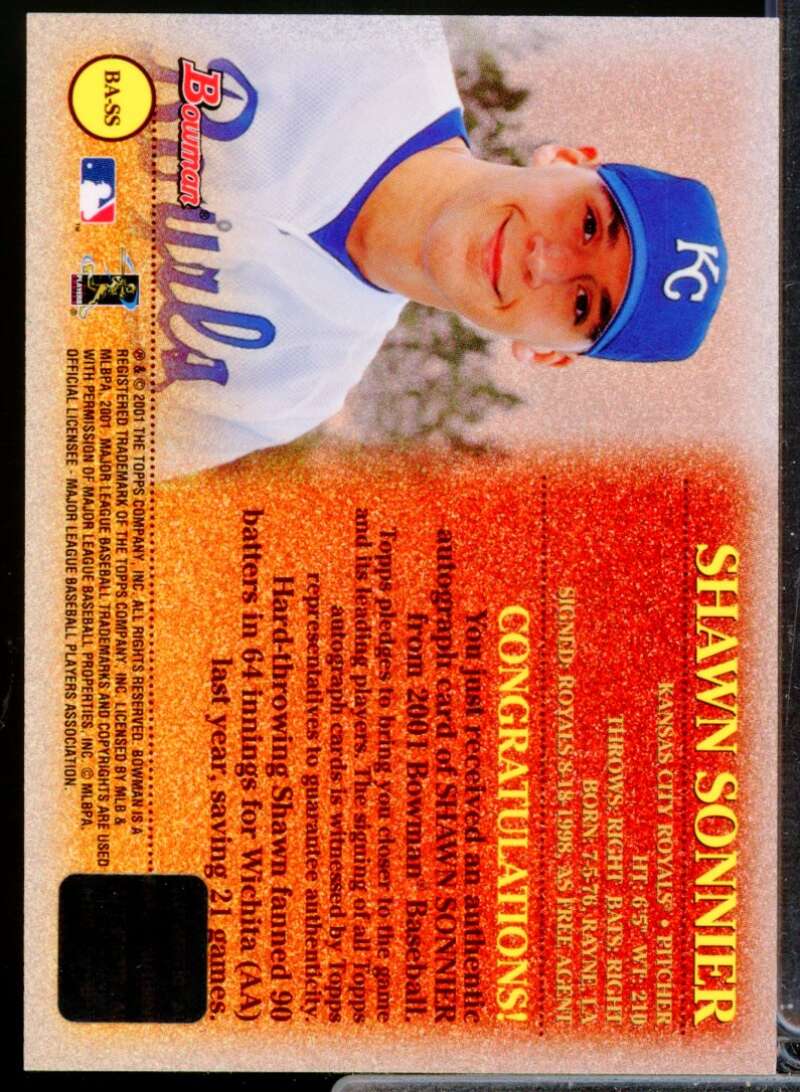 SHAWN SONNIER
KANSAS CITY ROYALS • PITCHER
HT: 6'5" WT: 210
THROWS: RIGHT BATS: RIGHT
BORN: 7-5-76, RAYNE, LA
SIGNED: ROYALS 8-18-1998, AS FREE AGENT
CONGRATULATIONS!
You just received an authentic
autograph card of SHAWN SONNIER
from 2001 Bowman® Baseball.
Topps pledges to bring you closer to the game
and its leading players. The signing of all Topps
autograph cards is witnessed by Topps
representatives to guarantee authenticity.
Hard-throwing Shawn fanned 90
batters in 64 innings for Wichita (AA)
last year, saving 21 games.
KC
Royals
Bowman®
BA-SS
™
PLAYERS
®
® & © 2001 THE TOPPS COMPANY, INC. ALL RIGHTS RESERVED. BOWMAN IS A
REGISTERED TRADEMARK OF THE TOPPS COMPANY, INC. LICENSED BY MLB &
MLBPA, 2001. MAJOR LEAGUE BASEBALL TRADEMARKS AND COPYRIGHTS ARE USED
WITH PERMISSION OF MAJOR LEAGUE BASEBALL PROPERTIES, INC. © MLBPA.
OFFICIAL LICENSEE - MAJOR LEAGUE BASEBALL PLAYERS ASSOCIATION.